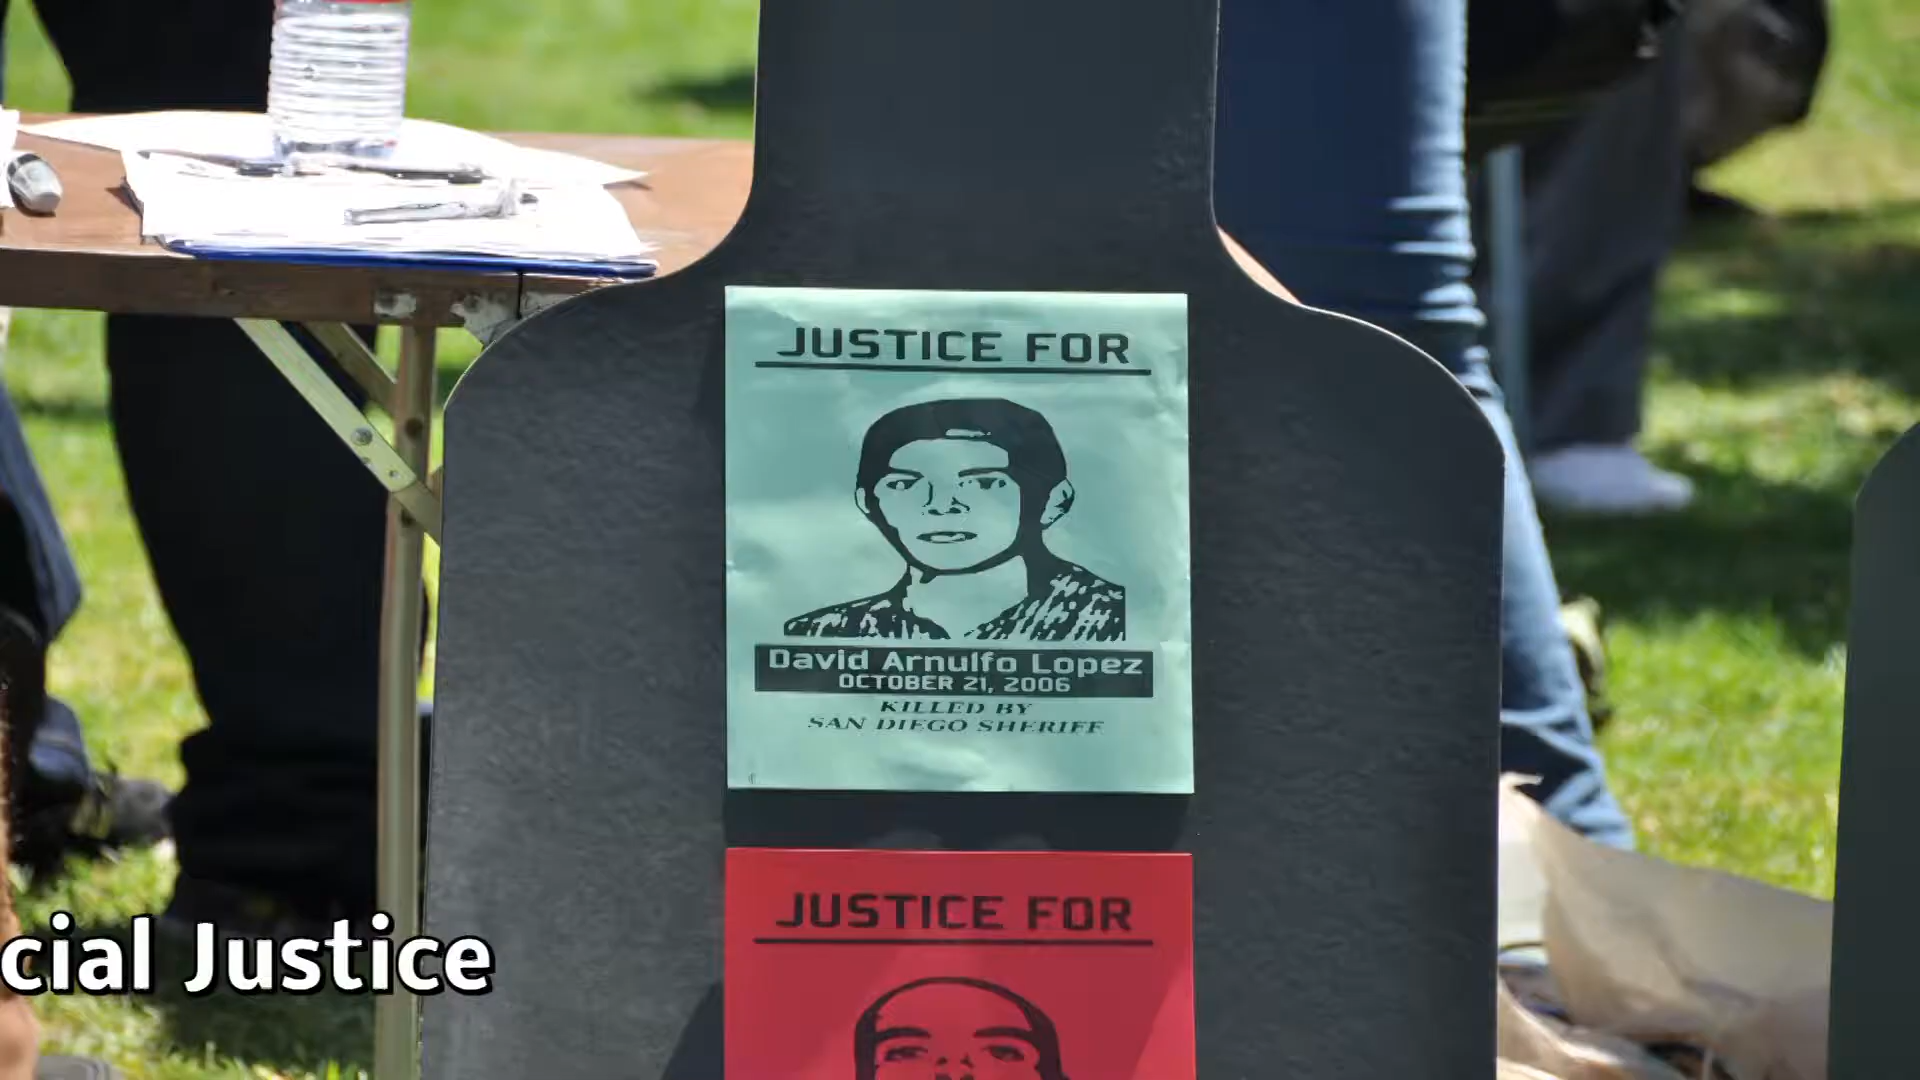 JUSTICE FOR
David Arnulfo Lopez
OCTOBER 21, 2006
KILLED BY
SAN DIEGO SHERIFF
JUSTICE FOR
cial Justice